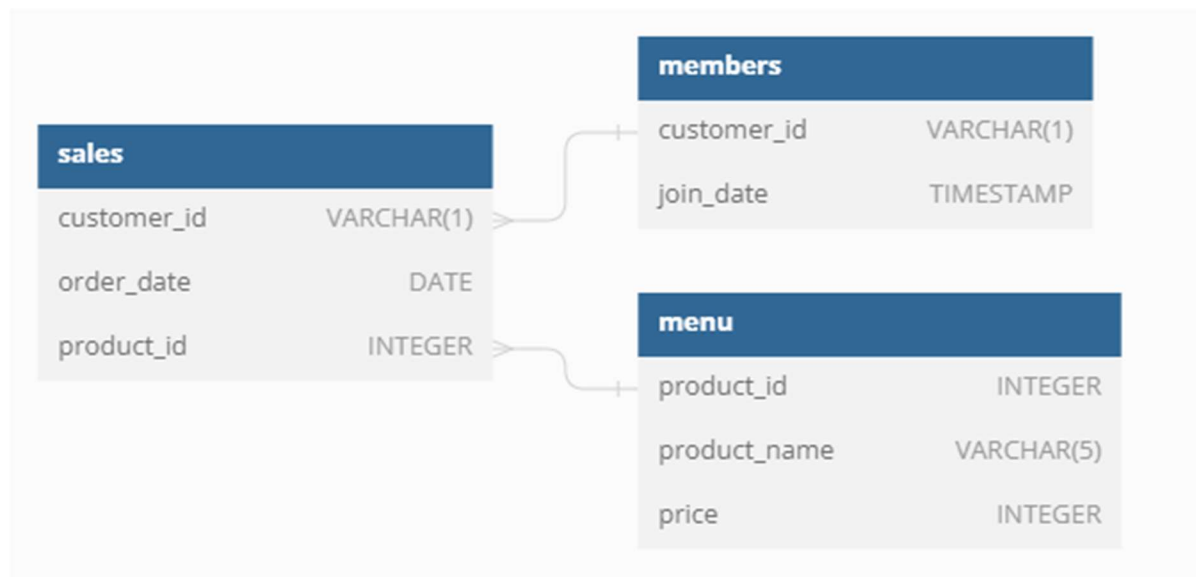 sales
customer_id VARCHAR(1)
order_date DATE
product_id INTEGER
members
customer_id VARCHAR(1)
join_date TIMESTAMP
menu
product_id INTEGER
product_name VARCHAR(5)
price INTEGER